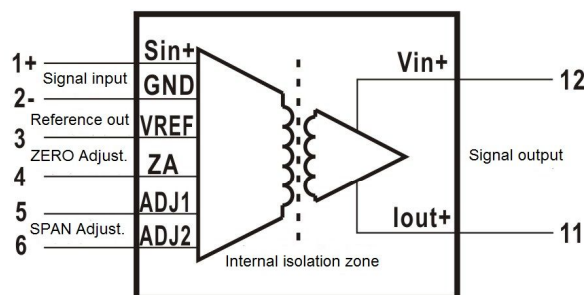 1+ Sin+
Signal input
2- GND
Reference out
3 VREF
ZERO Adjust.
4 ZA
5 ADJ1
SPAN Adjust.
6 ADJ2
Internal isolation zone
Vin+ 12
Signal output
Iout+ 11